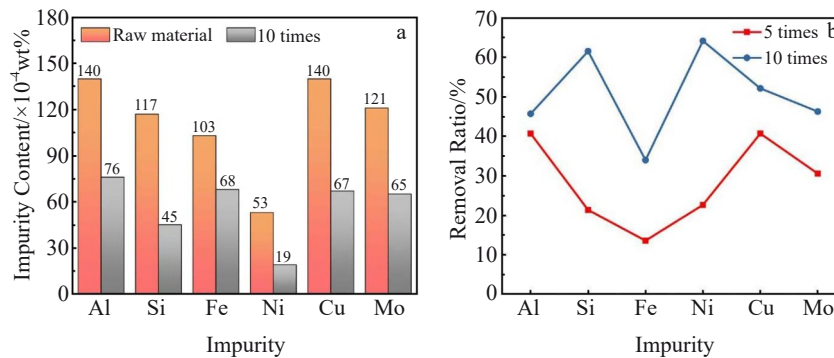 Raw material
10 times
a
180
150
120
90
60
30
0
140
76
117
45
103
68
53
19
140
67
121
65
Al Si Fe Ni Cu Mo
Impurity
Impurity Content/×10⁻⁴wt%
5 times
10 times
b
70
60
50
40
30
20
10
0
Al Si Fe Ni Cu Mo
Impurity
Removal Ratio/%